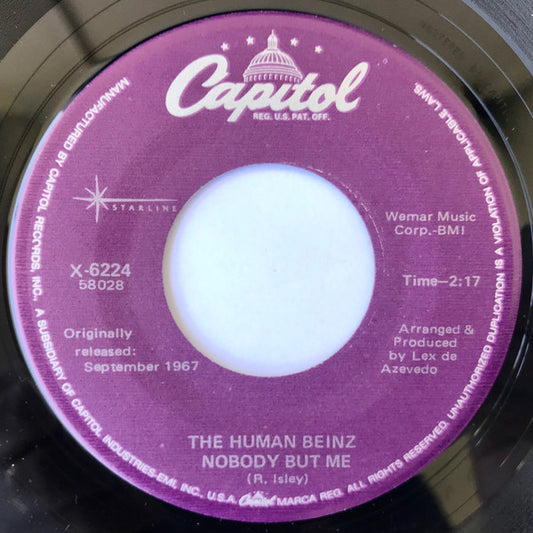 Capitol
REG. U.S. PAT. OFF.
STARLINE
X-6224
58028
Originally
released:
September 1967
Wemar Music
Corp.-BMI
Time-2:17
Arranged &
Produced
by Lex de
Azevedo
THE HUMAN BEINZ
NOBODY BUT ME
(R. Isley)
MANUFACTURED BY CAPITOL RECORDS, INC., A SUBSIDIARY OF CAPITOL INDUSTRIES-EMI, INC., U.S.A. Capitol MARCA REG. ALL RIGHTS RESERVED. UNAUTHORIZED DUPLICATION IS A VIOLATION OF APPLICABLE LAWS.